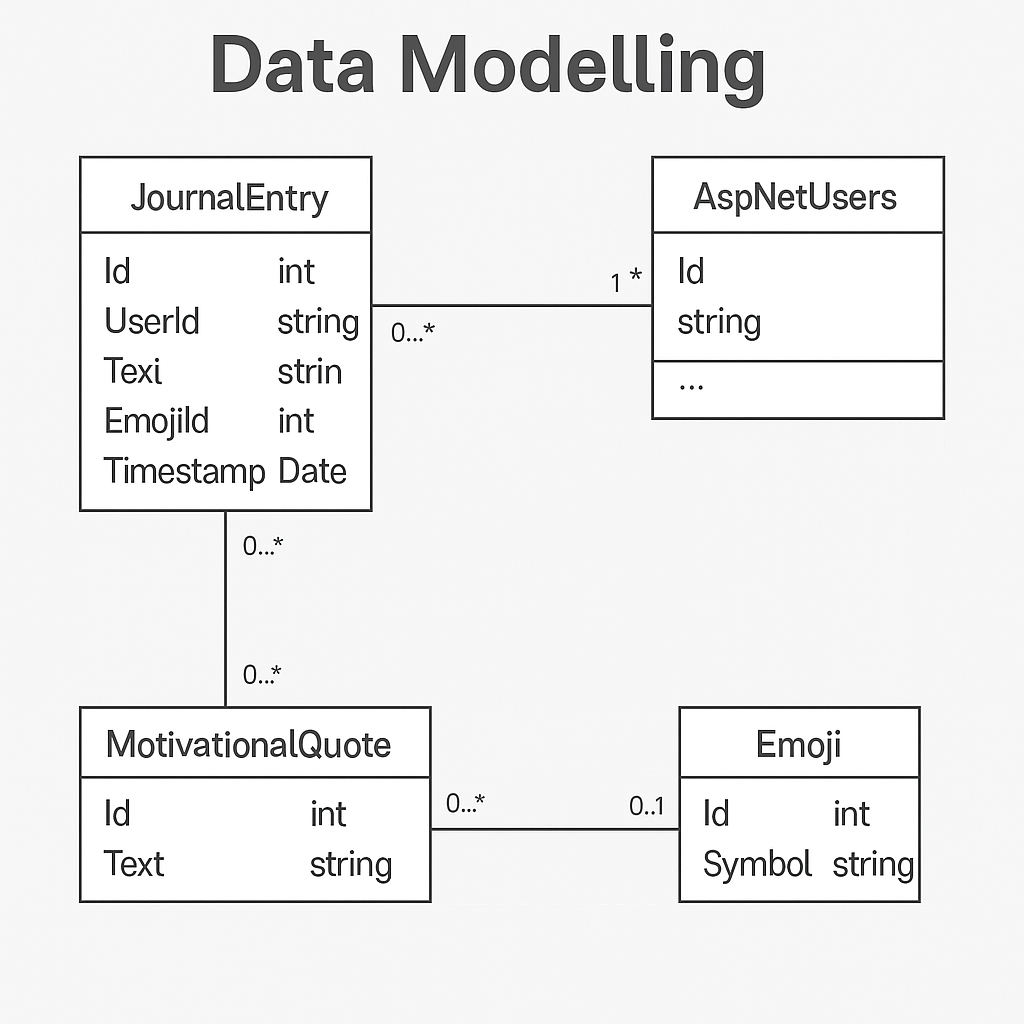 Data Modelling
JournalEntry
Id int
UserId string
Texi strin
EmojiId int
Timestamp Date
AspNetUsers
Id
string
...
1 *
0...*
0...*
0...*
MotivationalQuote
Id int
Text string
0...*
0..1
Emoji
Id int
Symbol string